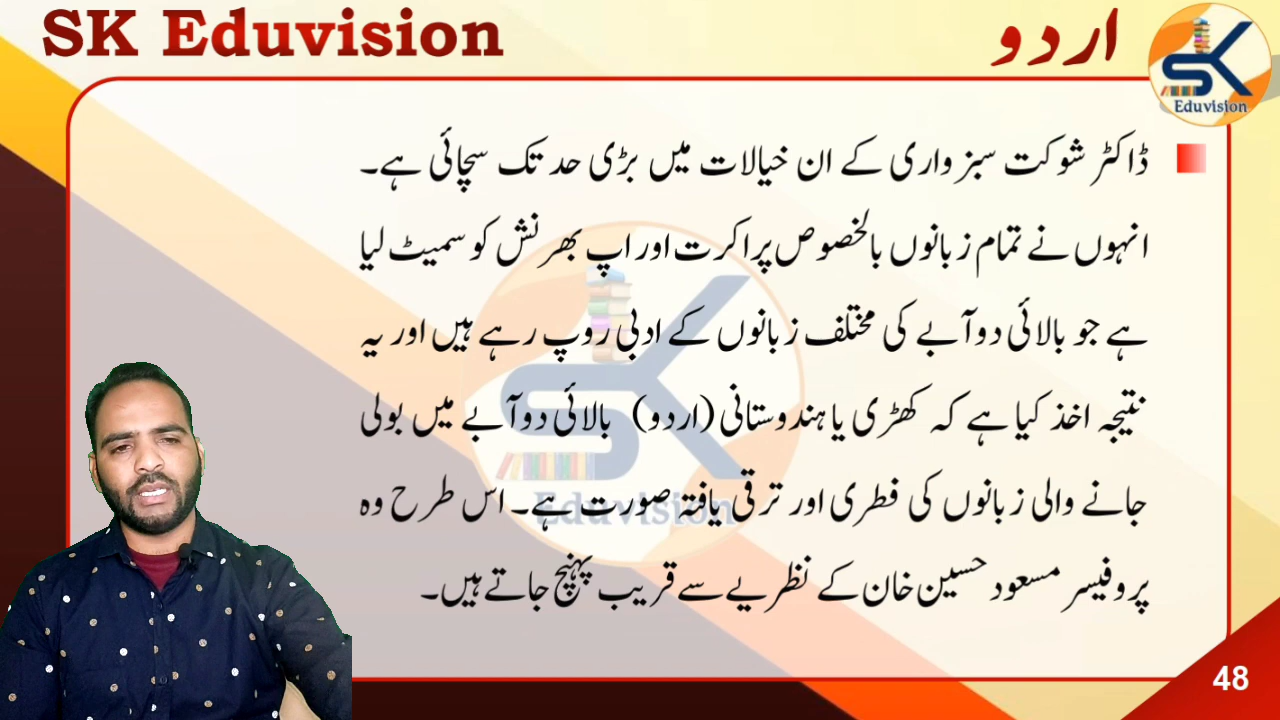 SK Eduvision
اردو
SK
Eduvision
ڈاکٹر شوکت سبزواری کے ان خیالات میں بڑی حد تک سچائی ہے۔
انہوں نے تمام زبانوں بالخصوص پراکرت اور اپ بھرنش کو سمیٹ لیا
ہے جو بالائی دوآبے کی مختلف زبانوں کے ادبی روپ رہے ہیں اور یہ
نتیجہ اخذ کیا ہے کہ کھڑی یا ہندوستانی (اردو) بالائی دوآبے میں بولی
جانے والی زبانوں کی فطری اور ترقی یافتہ صورت ہے۔ اس طرح وہ
پروفیسر مسعود حسین خان کے نظریے سے قریب پہنچ جاتے ہیں۔
SK
Eduvision
48